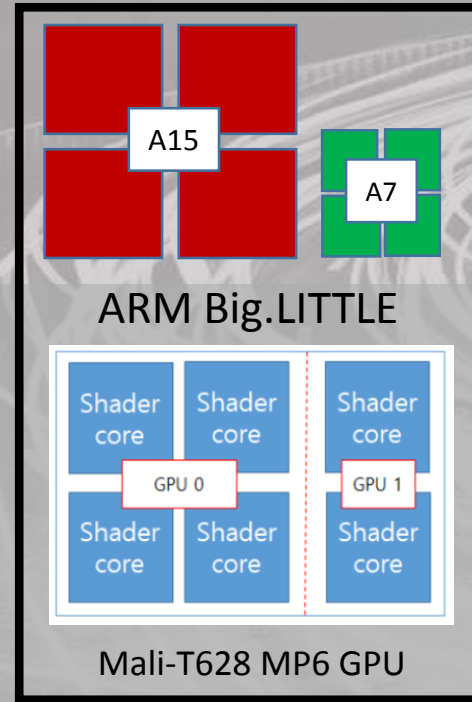 A15
A7
ARM Big.LITTLE
Shader core
Shader core
Shader core
GPU 0
GPU 1
Shader core
Shader core
Shader core
Mali-T628 MP6 GPU